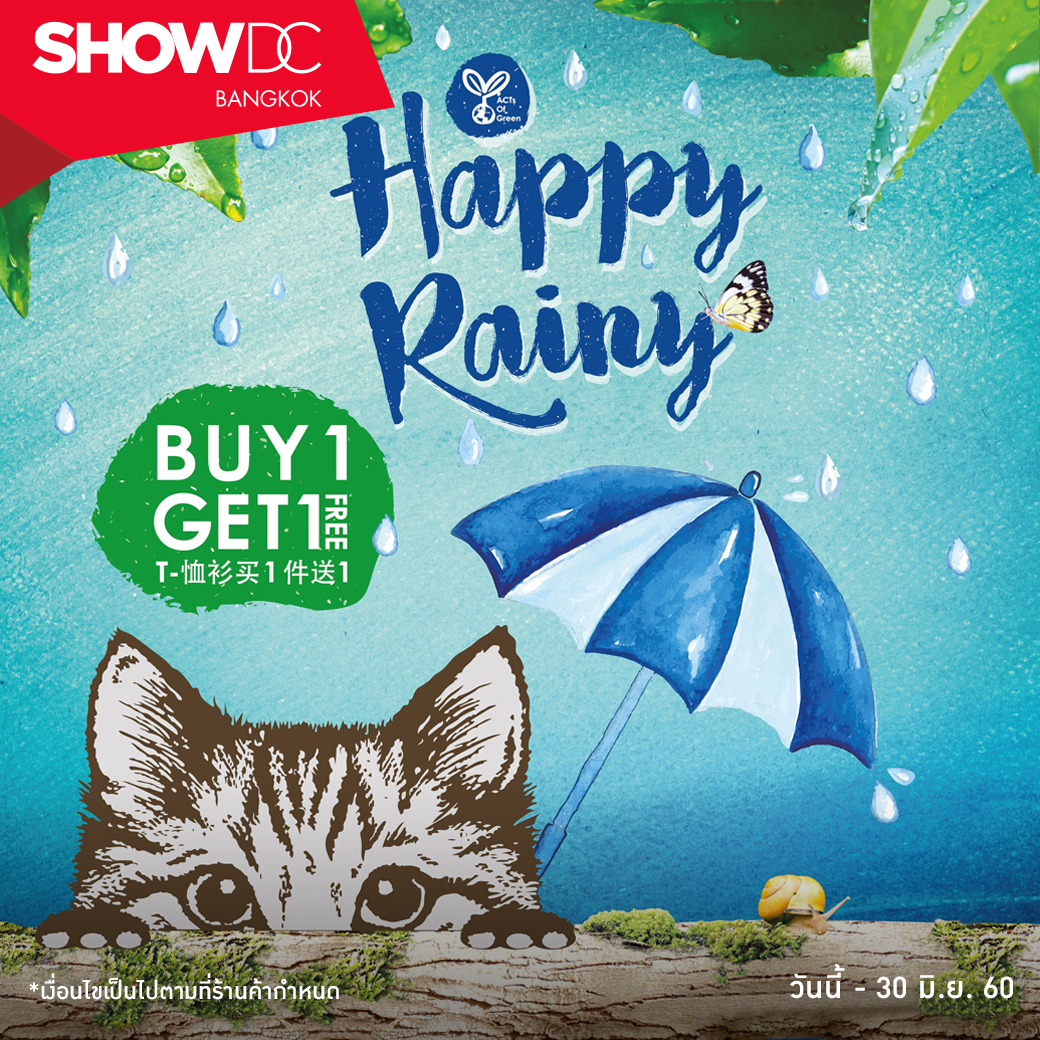 SHOWDC
BANGKOK
ACTs
Of
Green
Happy
Rainy
BUY 1
GET 1 FREE
T-恤衫买1件送1
*เงื่อนไขเป็นไปตามที่ร้านค้ากำหนด
วันนี้ - 30 มิ.ย. 60